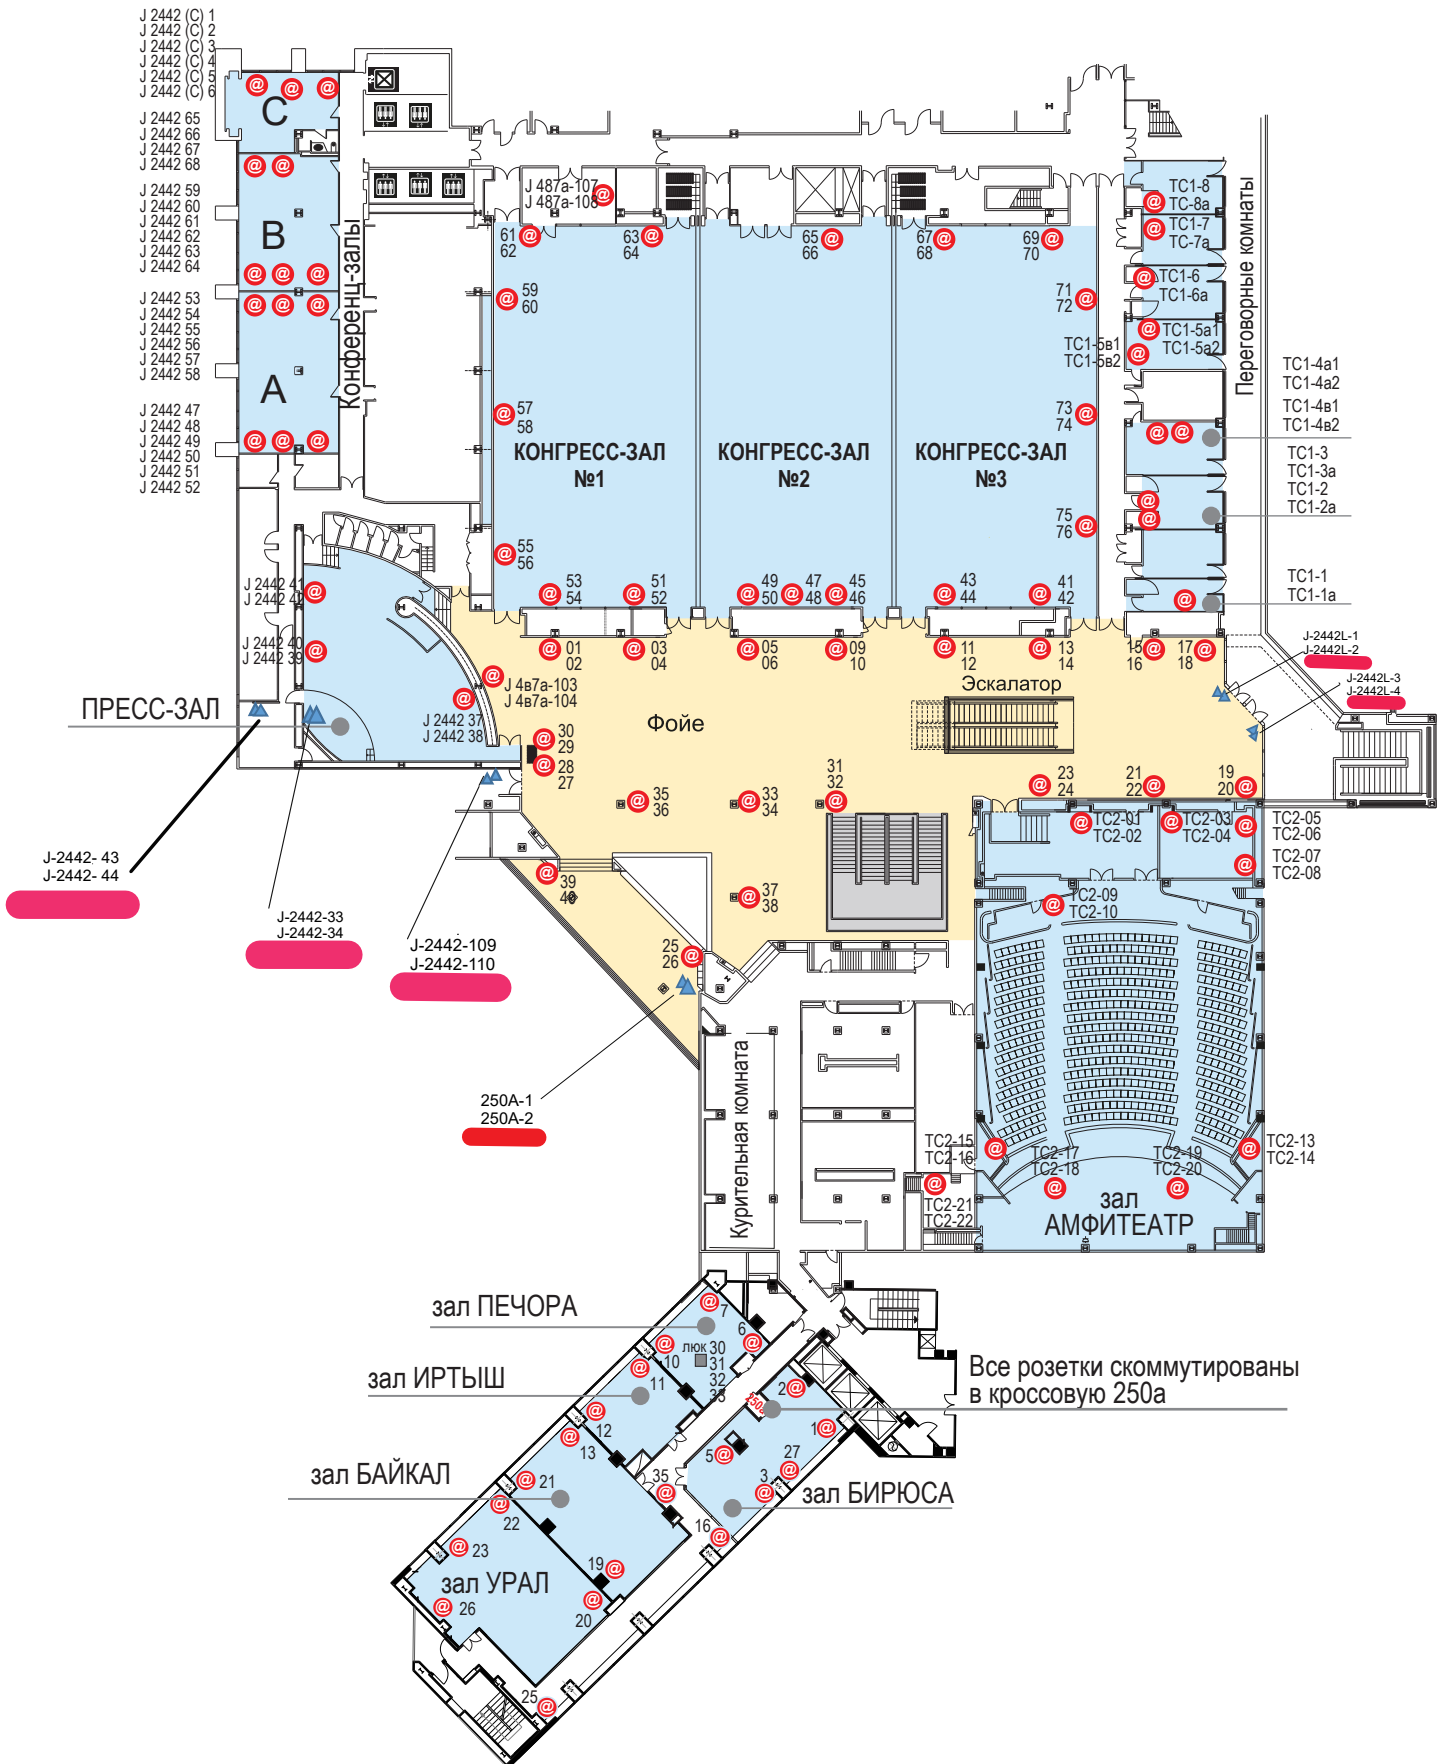 J 2442 (C) 1
J 2442 (C) 2
J 2442 (C) 3
J 2442 (C) 4
J 2442 (C) 5
J 2442 (C) 6
J 2442 65
J 2442 66
J 2442 67
J 2442 68
J 2442 59
J 2442 60
J 2442 61
J 2442 62
J 2442 63
J 2442 64
J 2442 53
J 2442 54
J 2442 55
J 2442 56
J 2442 57
J 2442 58
J 2442 47
J 2442 48
J 2442 49
J 2442 50
J 2442 51
J 2442 52
C
B
A
Конференц-залы
J 487a-107
J 487a-108
61
62
63
64
65
66
67
68
69
70
59
60
71
72
57
58
73
74
КОНГРЕСС-ЗАЛ
№1
КОНГРЕСС-ЗАЛ
№2
КОНГРЕСС-ЗАЛ
№3
55
56
75
76
53
54
51
52
49
50
47
48
45
46
43
44
41
42
TC1-8
TC-8a
TC1-7
TC-7a
TC1-6
TC1-6a
TC1-5a1
TC1-5a2
TC1-5в1
TC1-5в2
Переговорные комнаты
TC1-4a1
TC1-4a2
TC1-4в1
TC1-4в2
TC1-3
TC1-3a
TC1-2
TC1-2a
TC1-1
TC1-1a
J 2442 41
J 2442 42
J 2442 40
J 2442 39
01
02
03
04
05
06
09
10
11
12
13
14
15
16
17
18
J-2442L-1
J-2442L-2
J-2442L-3
J-2442L-4
Эскалатор
Фойе
J 4в7a-103
J 4в7a-104
J 2442 37
J 2442 38
ПРЕСС-ЗАЛ
30
29
28
27
35
36
33
34
31
32
23
24
21
22
19
20
J-2442- 43
J-2442- 44
J-2442-33
J-2442-34
J-2442-109
J-2442-110
39
40
37
38
25
26
250A-1
250A-2
TC2-01
TC2-02
TC2-03
TC2-04
TC2-05
TC2-06
TC2-07
TC2-08
TC2-09
TC2-10
TC2-15
TC2-16
TC2-17
TC2-18
TC2-19
TC2-20
TC2-13
TC2-14
TC2-21
TC2-22
зал
АМФИТЕАТР
Курительная комната
зал ПЕЧОРА
7
6
люк 30
31
32
33
10
11
зал ИРТЫШ
12
13
Все розетки скоммутированы
в кроссовую 250а
250a
2
1
5
27
3
зал БАЙКАЛ
21
22
35
зал БИРЮСА
16
23
19
20
зал УРАЛ
26
25